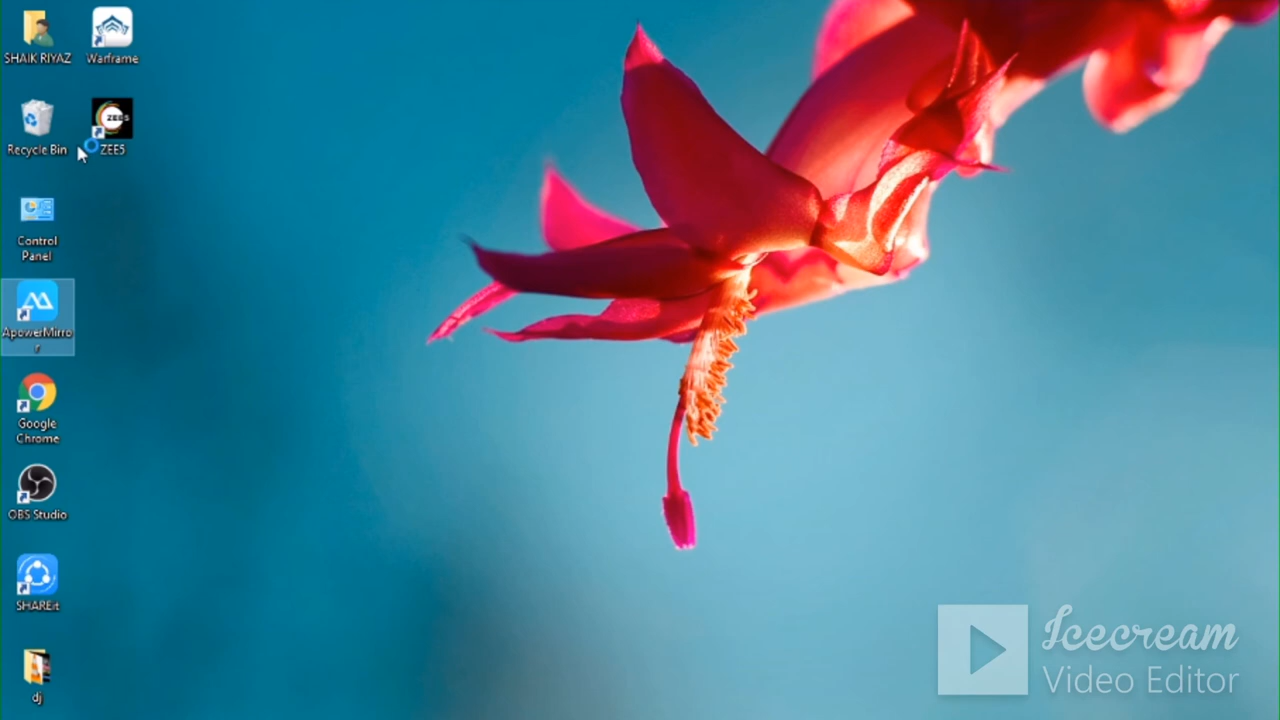 SHAIK RIYAZ
Warframe
Recycle Bin
ZEE5
ZEE5
Control
Panel
ApowerMirro
r
Google
Chrome
OBS Studio
SHAREit
dj
Icecream
Video Editor